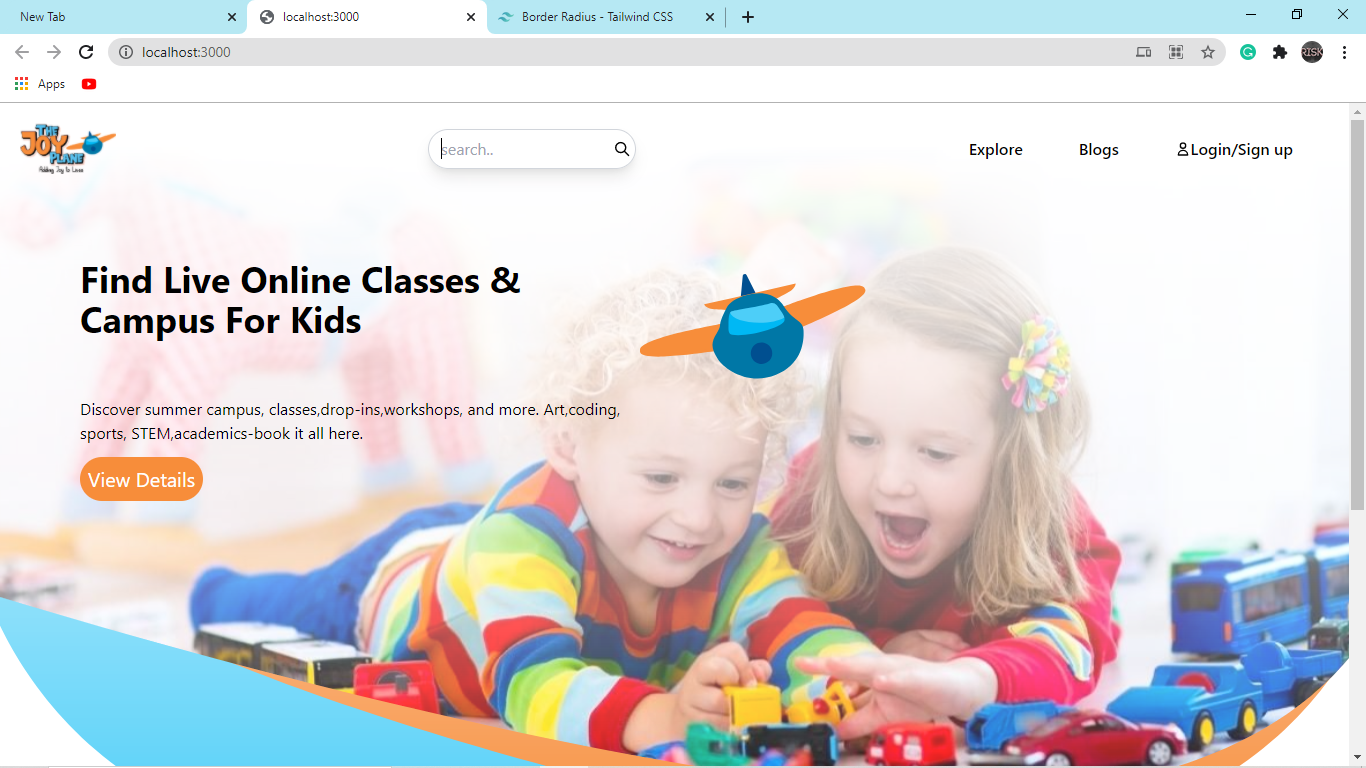 New Tab
localhost:3000
Border Radius - Tailwind CSS
localhost:3000
RISK
Apps
THE
JOY
PLANE
Adding Joy to Lives
search..
Explore
Blogs
Login/Sign up
Find Live Online Classes &
Campus For Kids
Discover summer campus, classes,drop-ins,workshops, and more. Art,coding,
sports, STEM,academics-book it all here.
View Details